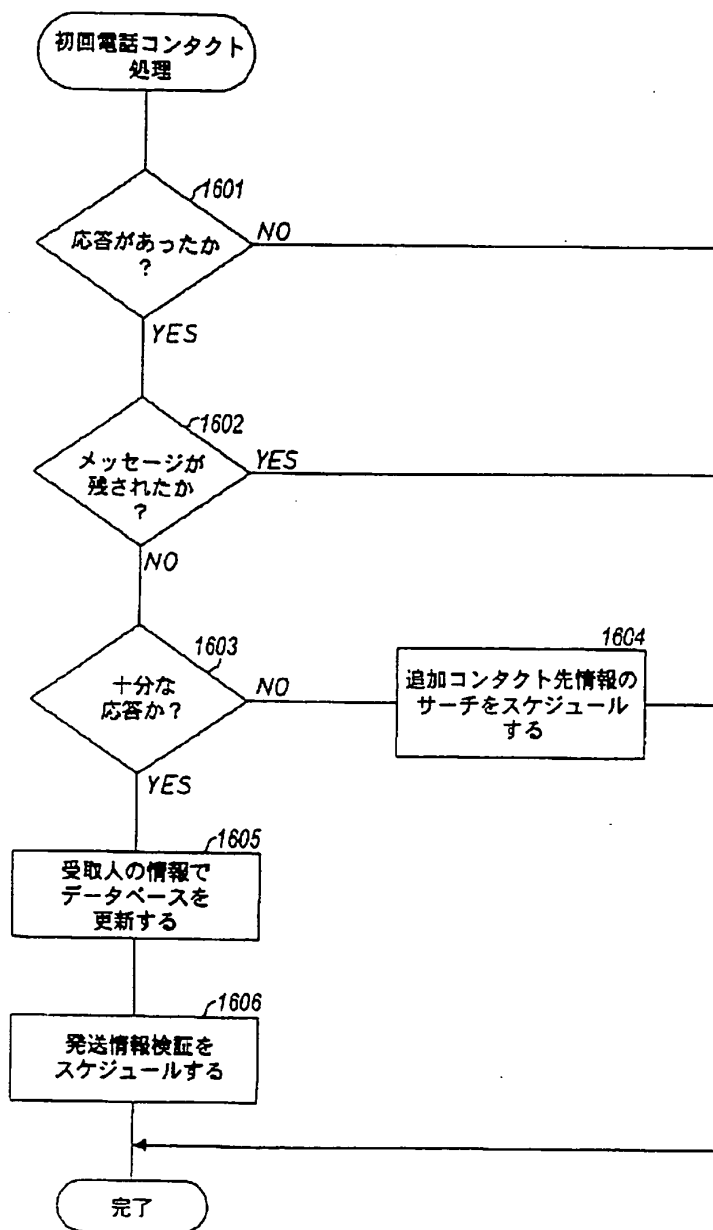 初回電話コンタクト
処理
1601
応答があったか
?
NO
YES
1602
メッセージが
残されたか
?
YES
NO
1603
十分な
応答か?
NO
YES
1604
追加コンタクト先情報の
サーチをスケジュール
する
1605
受取人の情報で
データベースを
更新する
1606
発送情報検証を
スケジュールする
完了